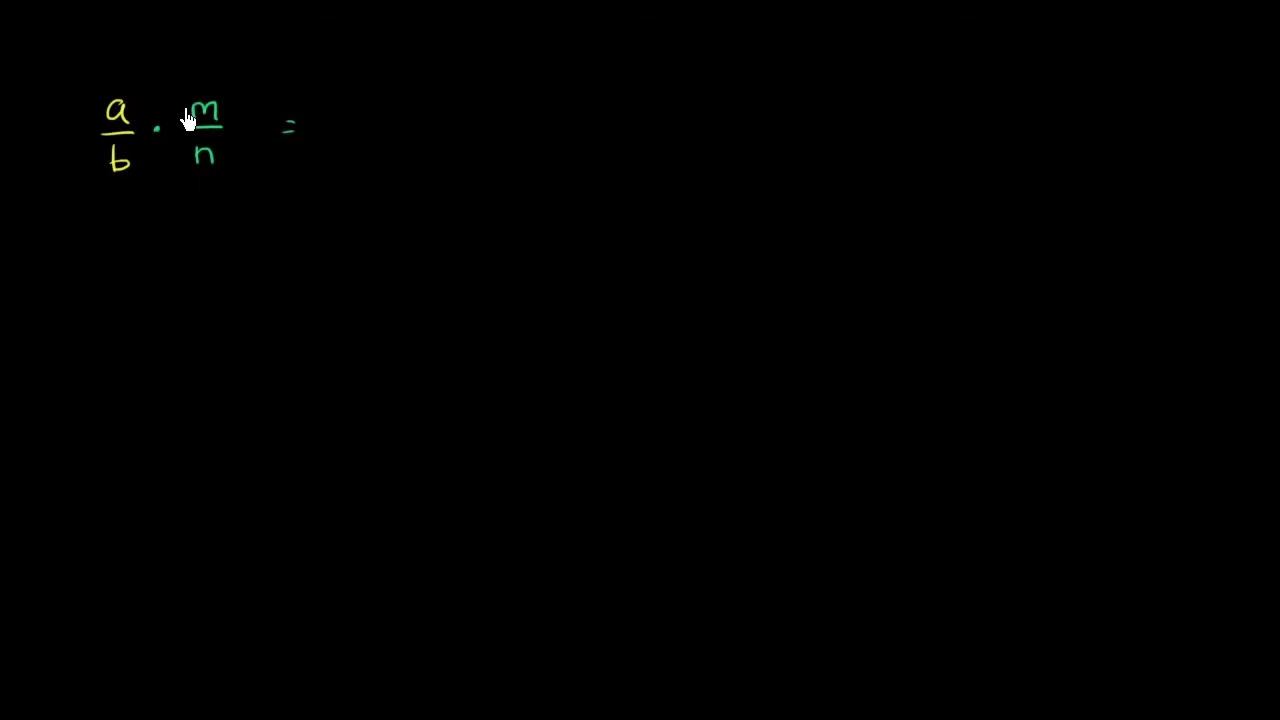 a/b · m/n =